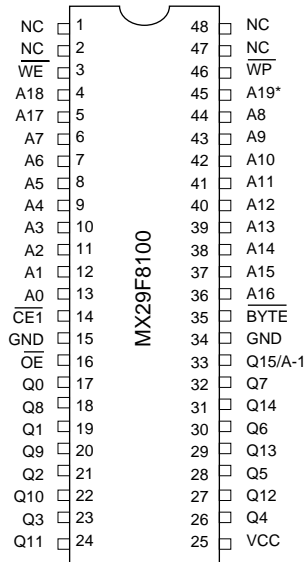 NC 1 48 NC
NC 2 47 NC
WE 3 46 WP
A18 4 45 A19*
A17 5 44 A8
A7 6 43 A9
A6 7 42 A10
A5 8 41 A11
A4 9 40 A12
A3 10 39 A13
A2 11 38 A14
A1 12 37 A15
A0 13 36 A16
CE1 14 35 BYTE
GND 15 34 GND
OE 16 33 Q15/A-1
Q0 17 32 Q7
Q8 18 31 Q14
Q1 19 30 Q6
Q9 20 29 Q13
Q2 21 28 Q5
Q10 22 27 Q12
Q3 23 26 Q4
Q11 24 25 VCC
MX29F8100